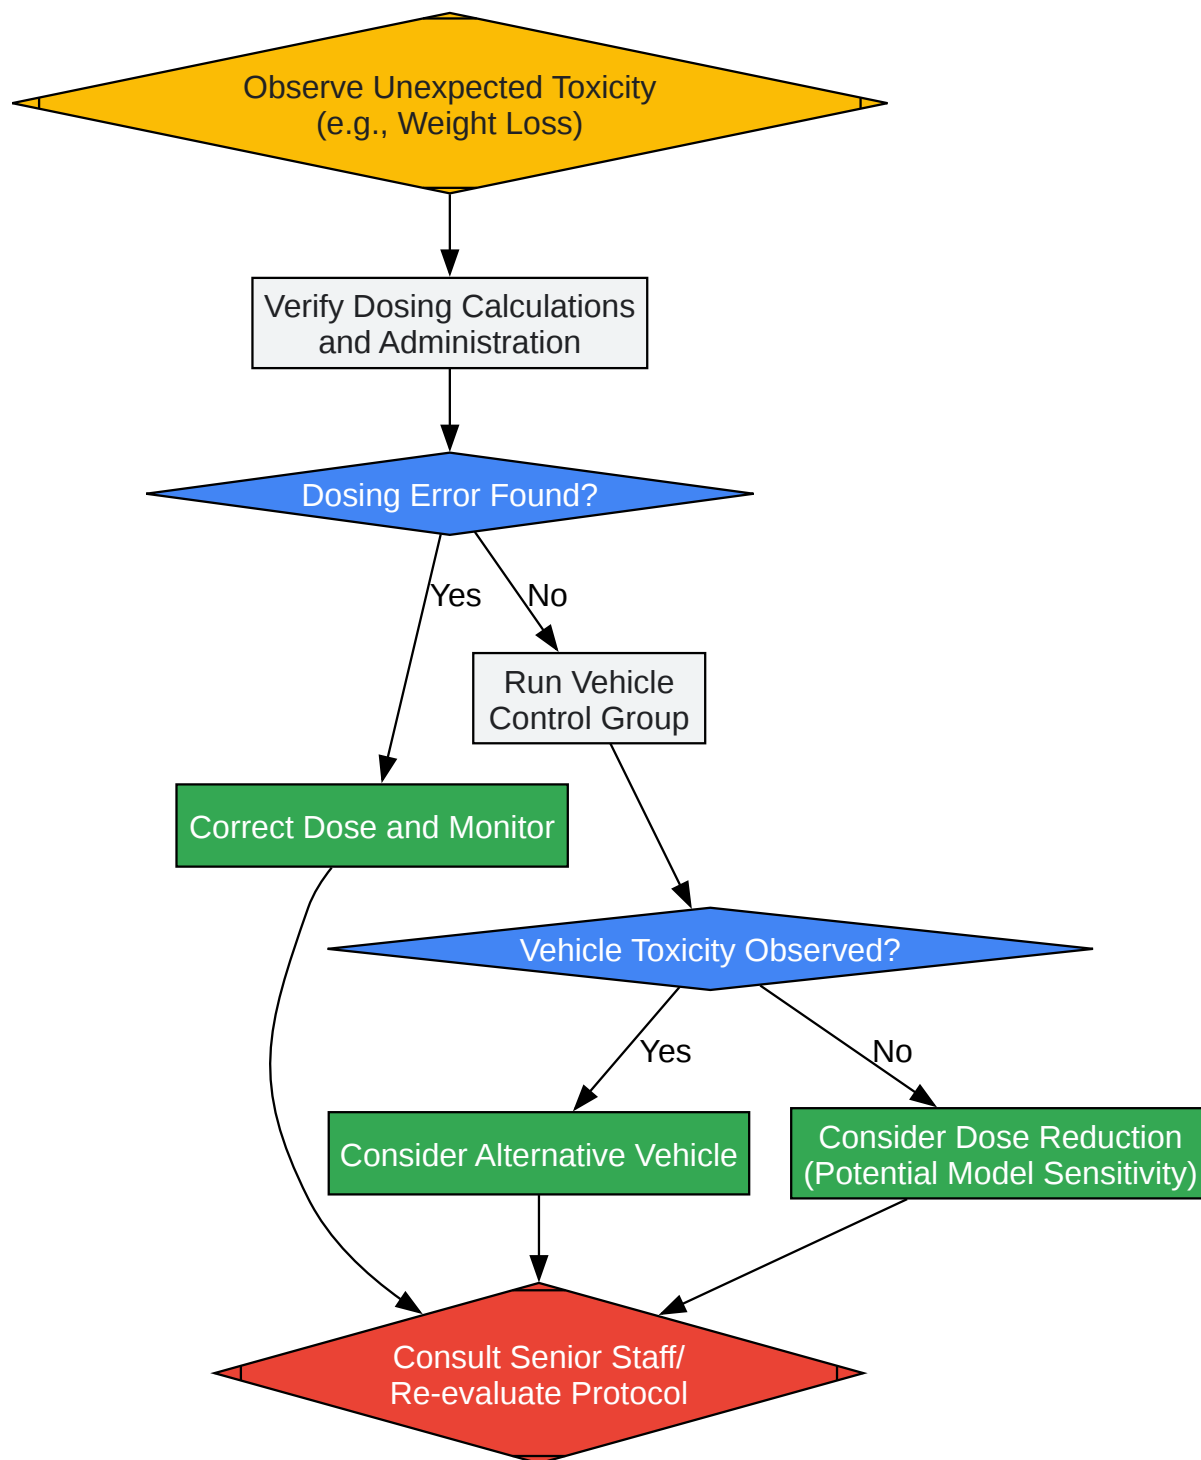 Observe Unexpected Toxicity
(e.g., Weight Loss)
Verify Dosing Calculations
and Administration
Dosing Error Found?
Yes
No
Run Vehicle
Control Group
Correct Dose and Monitor
Vehicle Toxicity Observed?
Yes
No
Consider Alternative Vehicle
Consider Dose Reduction
(Potential Model Sensitivity)
Consult Senior Staff/
Re-evaluate Protocol